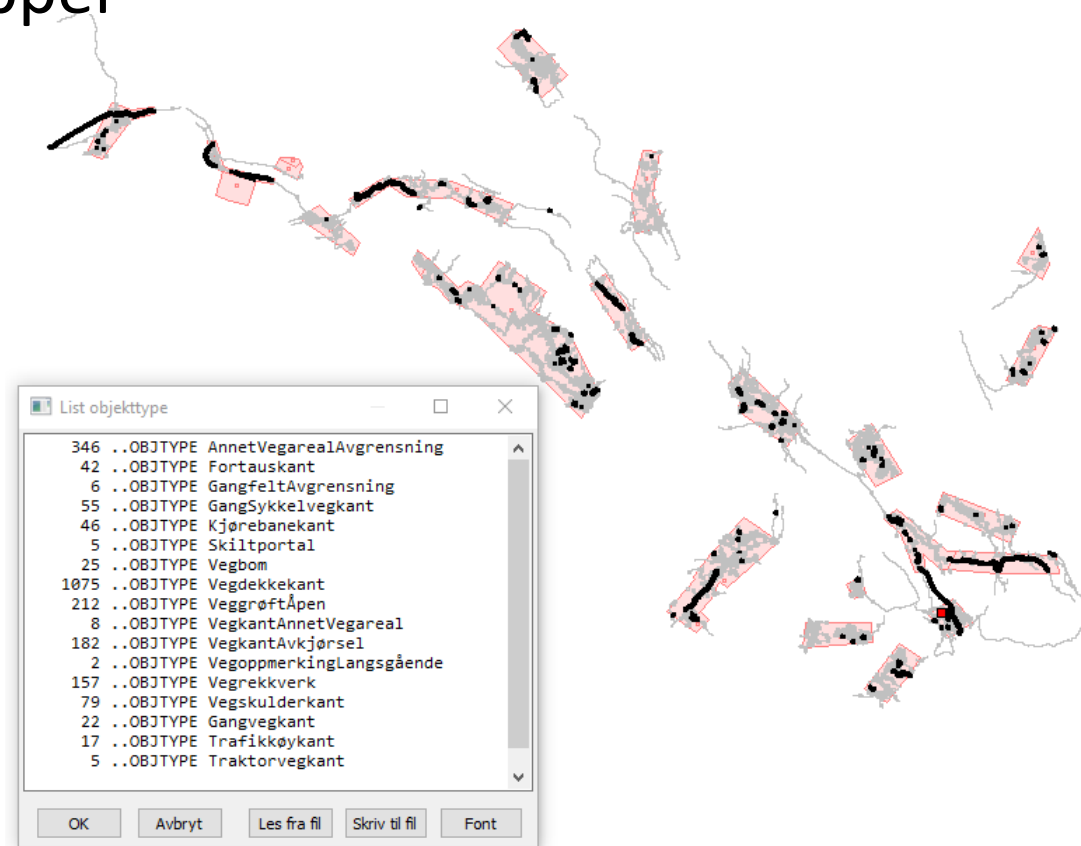 List objekttype
346 ..OBJTYPE AnnetVegarealAvgrensning
42 ..OBJTYPE Fortauskant
6 ..OBJTYPE GangfeltAvgrensning
55 ..OBJTYPE GangSykkelvegkant
46 ..OBJTYPE Kjørebanekant
5 ..OBJTYPE Skiltportal
25 ..OBJTYPE Vegbom
1075 ..OBJTYPE Vegdekkekant
212 ..OBJTYPE VeggrøftÅpen
8 ..OBJTYPE VegkantAnnetVegareal
182 ..OBJTYPE VegkantAvkjørsel
2 ..OBJTYPE VegoppmerkingLangsgående
157 ..OBJTYPE Vegrekkverk
79 ..OBJTYPE Vegskulderkant
22 ..OBJTYPE Gangvegkant
17 ..OBJTYPE Trafikkøykant
5 ..OBJTYPE Traktorvegkant
OK Avbryt Les fra fil Skriv til fil Font